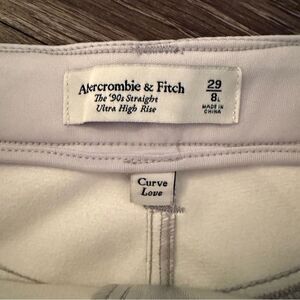 Abercrombie & Fitch
The '90s Straight
Ultra High Rise
29
8L
MADE IN
CHINA
Curve
Love